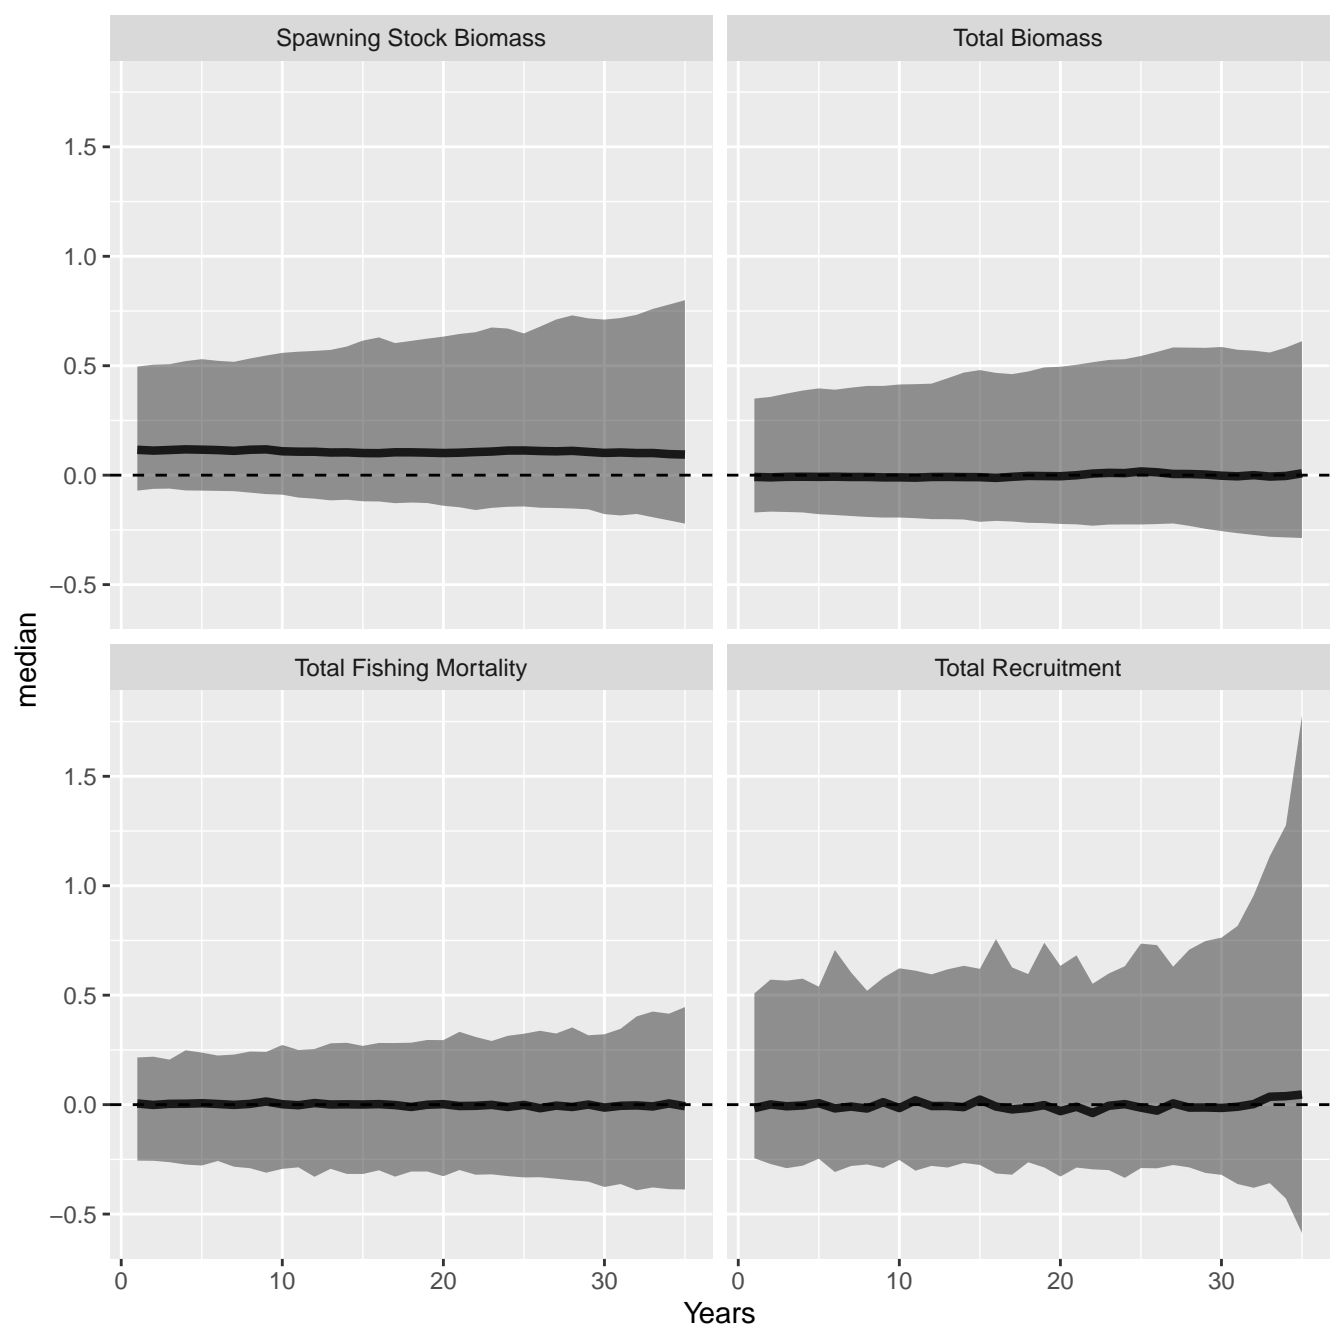 Spawning Stock Biomass
Total Biomass
1.5
1.0
0.5
0.0
−0.5
median
Total Fishing Mortality
Total Recruitment
1.5
1.0
0.5
0.0
−0.5
0 10 20 30
0 10 20 30
Years